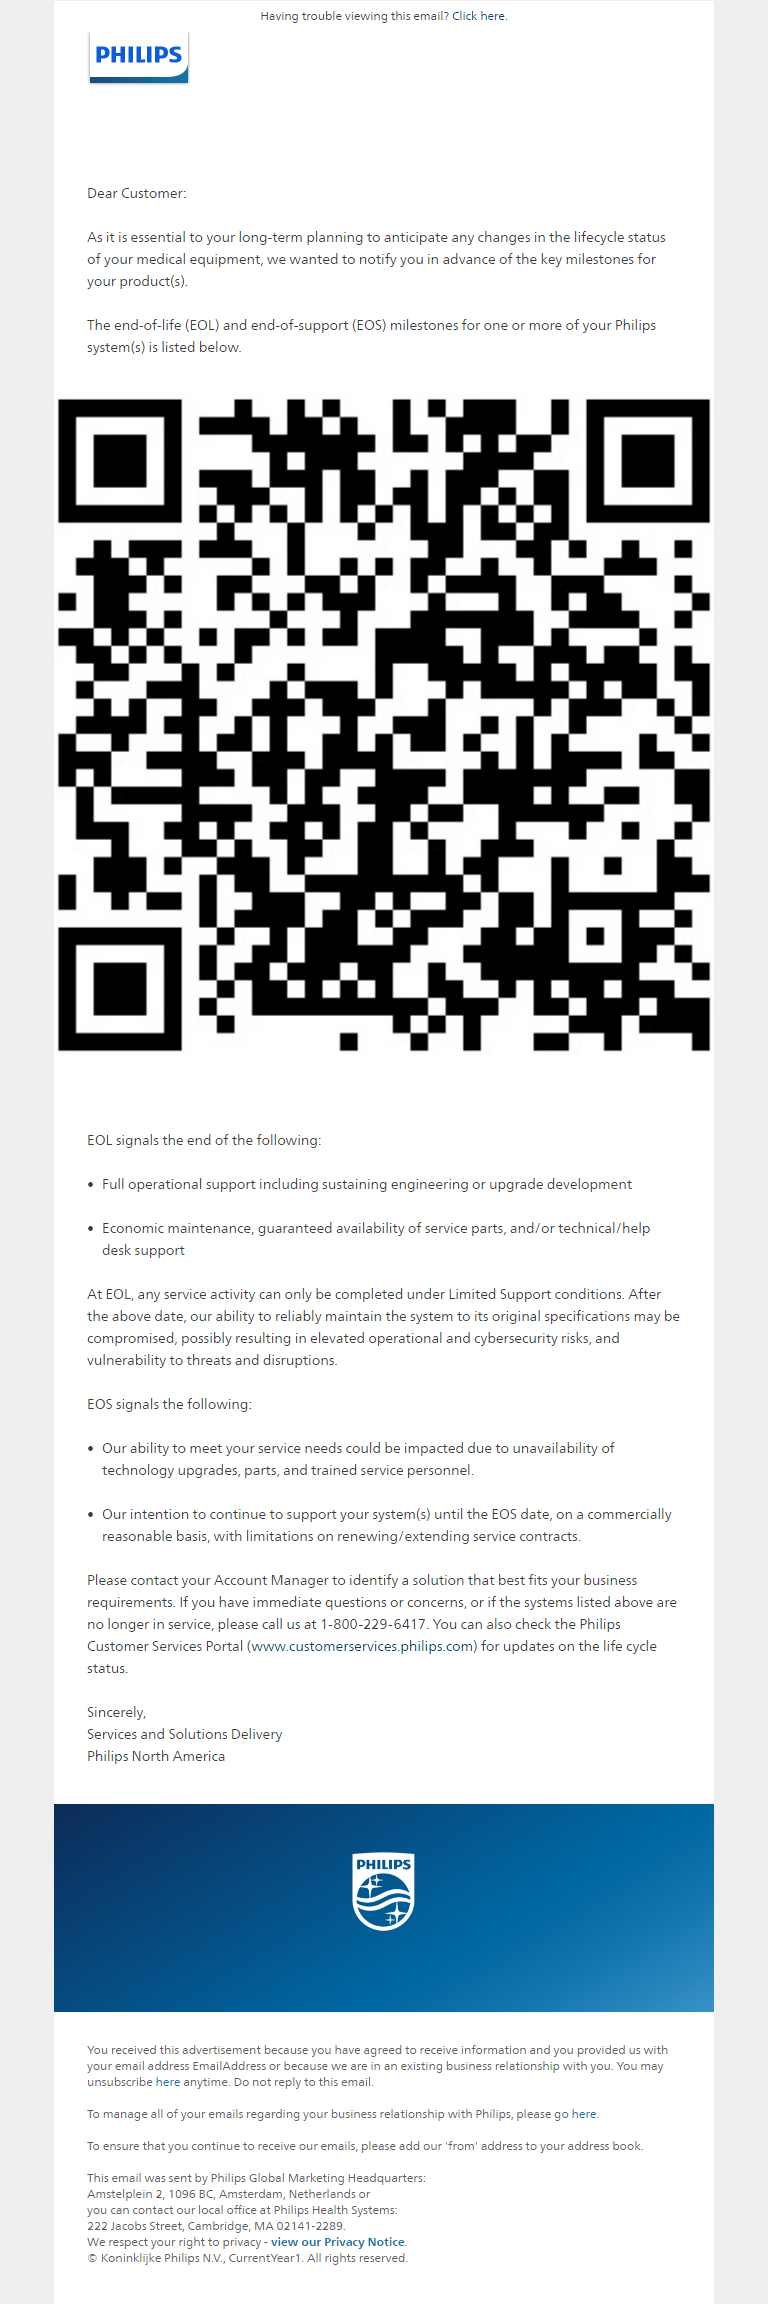 Having trouble viewing this email? Click here.
PHILIPS
Dear Customer:
As it is essential to your long-term planning to anticipate any changes in the lifecycle status
of your medical equipment, we wanted to notify you in advance of the key milestones for
your product(s).
The end-of-life (EOL) and end-of-support (EOS) milestones for one or more of your Philips
system(s) is listed below.
EOL signals the end of the following:
• Full operational support including sustaining engineering or upgrade development
• Economic maintenance, guaranteed availability of service parts, and/or technical/help
desk support
At EOL, any service activity can only be completed under Limited Support conditions. After
the above date, our ability to reliably maintain the system to its original specifications may be
compromised, possibly resulting in elevated operational and cybersecurity risks, and
vulnerability to threats and disruptions.
EOS signals the following:
• Our ability to meet your service needs could be impacted due to unavailability of
technology upgrades, parts, and trained service personnel.
• Our intention to continue to support your system(s) until the EOS date, on a commercially
reasonable basis, with limitations on renewing/extending service contracts.
Please contact your Account Manager to identify a solution that best fits your business
requirements. If you have immediate questions or concerns, or if the systems listed above are
no longer in service, please call us at 1-800-229-6417. You can also check the Philips
Customer Services Portal (www.customerservices.philips.com) for updates on the life cycle
status.
Sincerely,
Services and Solutions Delivery
Philips North America
PHILIPS
You received this advertisement because you have agreed to receive information and you provided us with
your email address EmailAddress or because we are in an existing business relationship with you. You may
unsubscribe here anytime. Do not reply to this email.
To manage all of your emails regarding your business relationship with Philips, please go here.
To ensure that you continue to receive our emails, please add our 'from' address to your address book.
This email was sent by Philips Global Marketing Headquarters:
Amstelplein 2, 1096 BC, Amsterdam, Netherlands or
you can contact our local office at Philips Health Systems:
222 Jacobs Street, Cambridge, MA 02141-2289.
We respect your right to privacy - view our Privacy Notice.
© Koninklijke Philips N.V., CurrentYear1. All rights reserved.